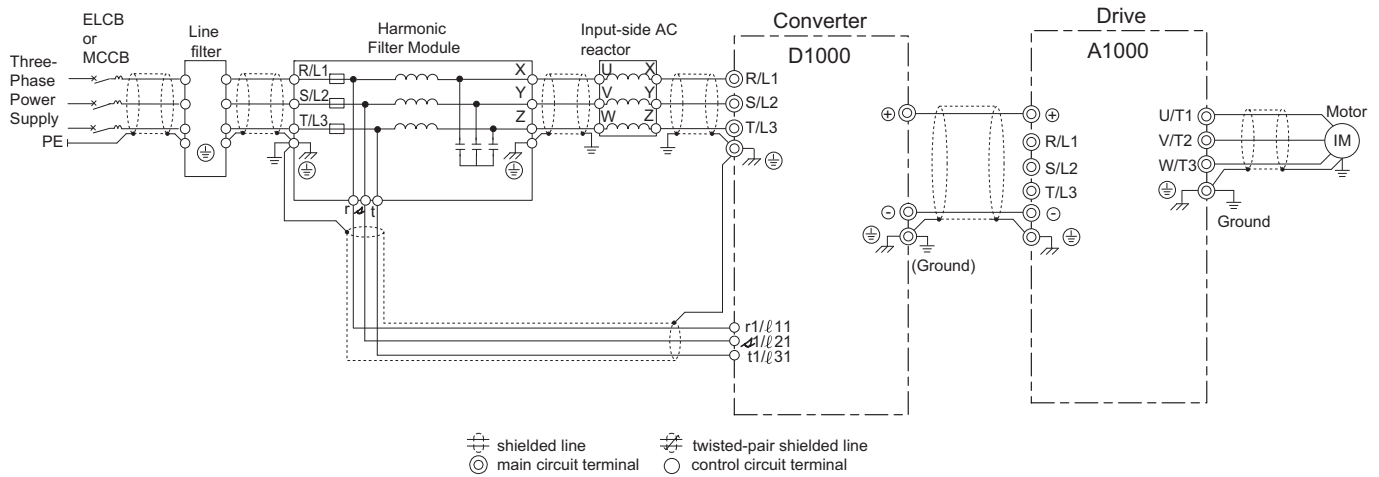 ELCB
or
MCCB
Three-
Phase
Power
Supply
PE
Line
filter
Harmonic
Filter Module
R/L1
S/L2
T/L3
X
Y
Z
r
t
Input-side AC
reactor
U X
V Y
W Z
Converter
D1000
R/L1
S/L2
T/L3
r1/ℓ11
1/ℓ21
t1/ℓ31
(Ground)
Drive
A1000
R/L1
S/L2
T/L3
U/T1
V/T2
W/T3
Ground
Motor
IM
shielded line
twisted-pair shielded line
main circuit terminal
control circuit terminal